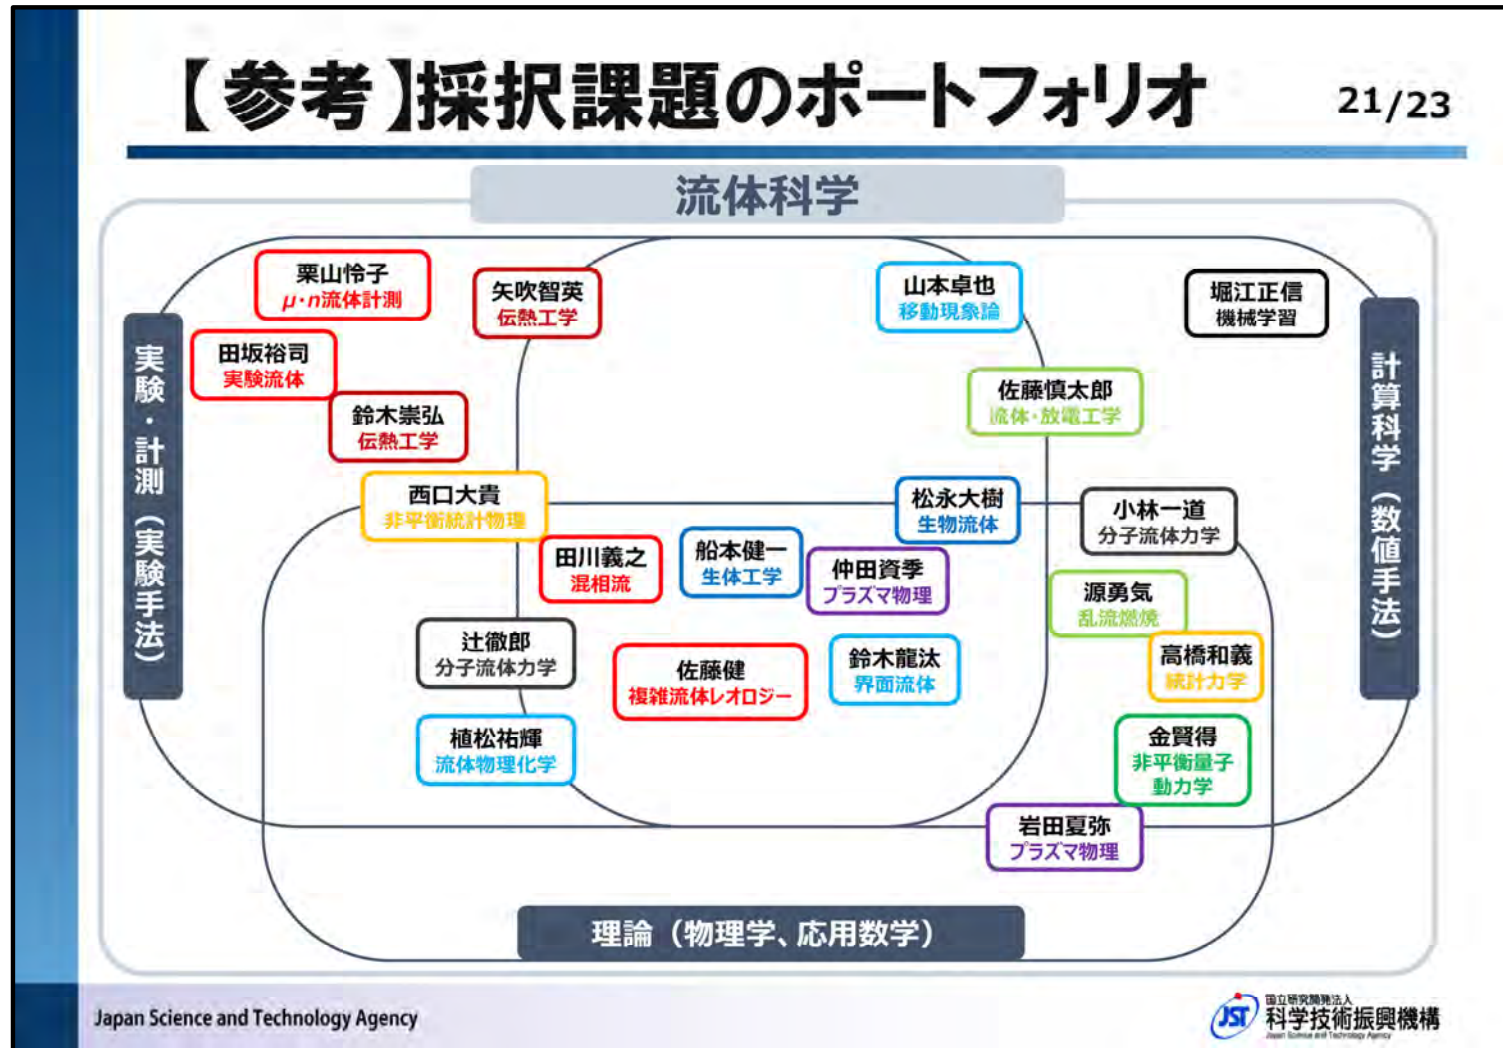 【参考】採択課題のポートフォリオ
21/23
流体科学
実験・計測（実験手法）
計算科学（数値手法）
栗山怜子
μ・n流体計測
矢吹智英
伝熱工学
山本卓也
移動現象論
堀江正信
機械学習
田坂裕司
実験流体
鈴木崇弘
伝熱工学
佐藤慎太郎
流体・放電工学
西口大貴
非平衡統計物理
松永大樹
生物流体
小林一道
分子流体力学
田川義之
混相流
船本健一
生体工学
仲田資季
プラズマ物理
源勇気
乱流燃焼
辻徹郎
分子流体力学
佐藤健
複雑流体レオロジー
鈴木龍汰
界面流体
高橋和義
統計力学
植松祐輝
流体物理化学
金賢得
非平衡量子
動力学
岩田夏弥
プラズマ物理
理論（物理学、応用数学）
Japan Science and Technology Agency
JST
国立研究開発法人
科学技術振興機構
Japan Science and Technology Agency